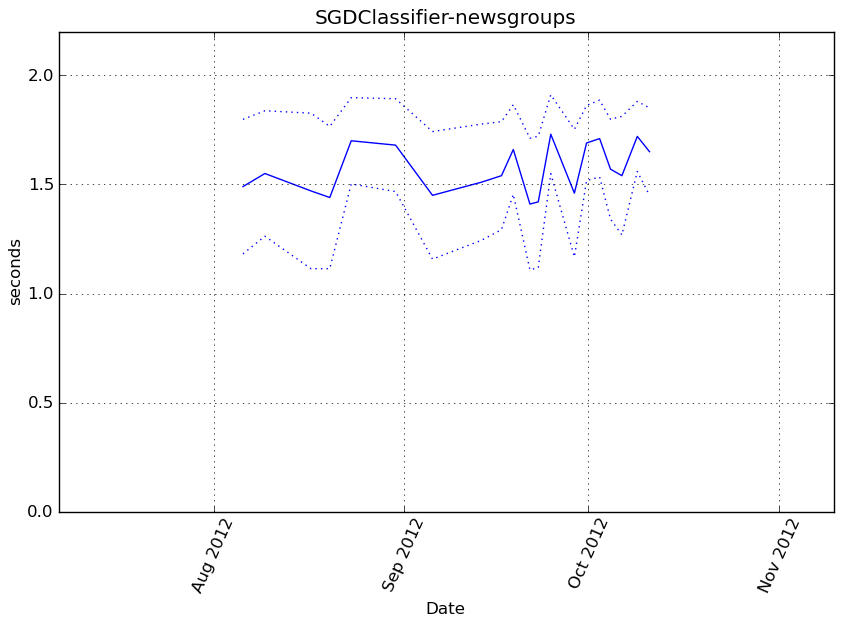 SGDClassifier-newsgroups
2.0
1.5
1.0
0.5
0.0
seconds
Aug 2012
Sep 2012
Oct 2012
Nov 2012
Date